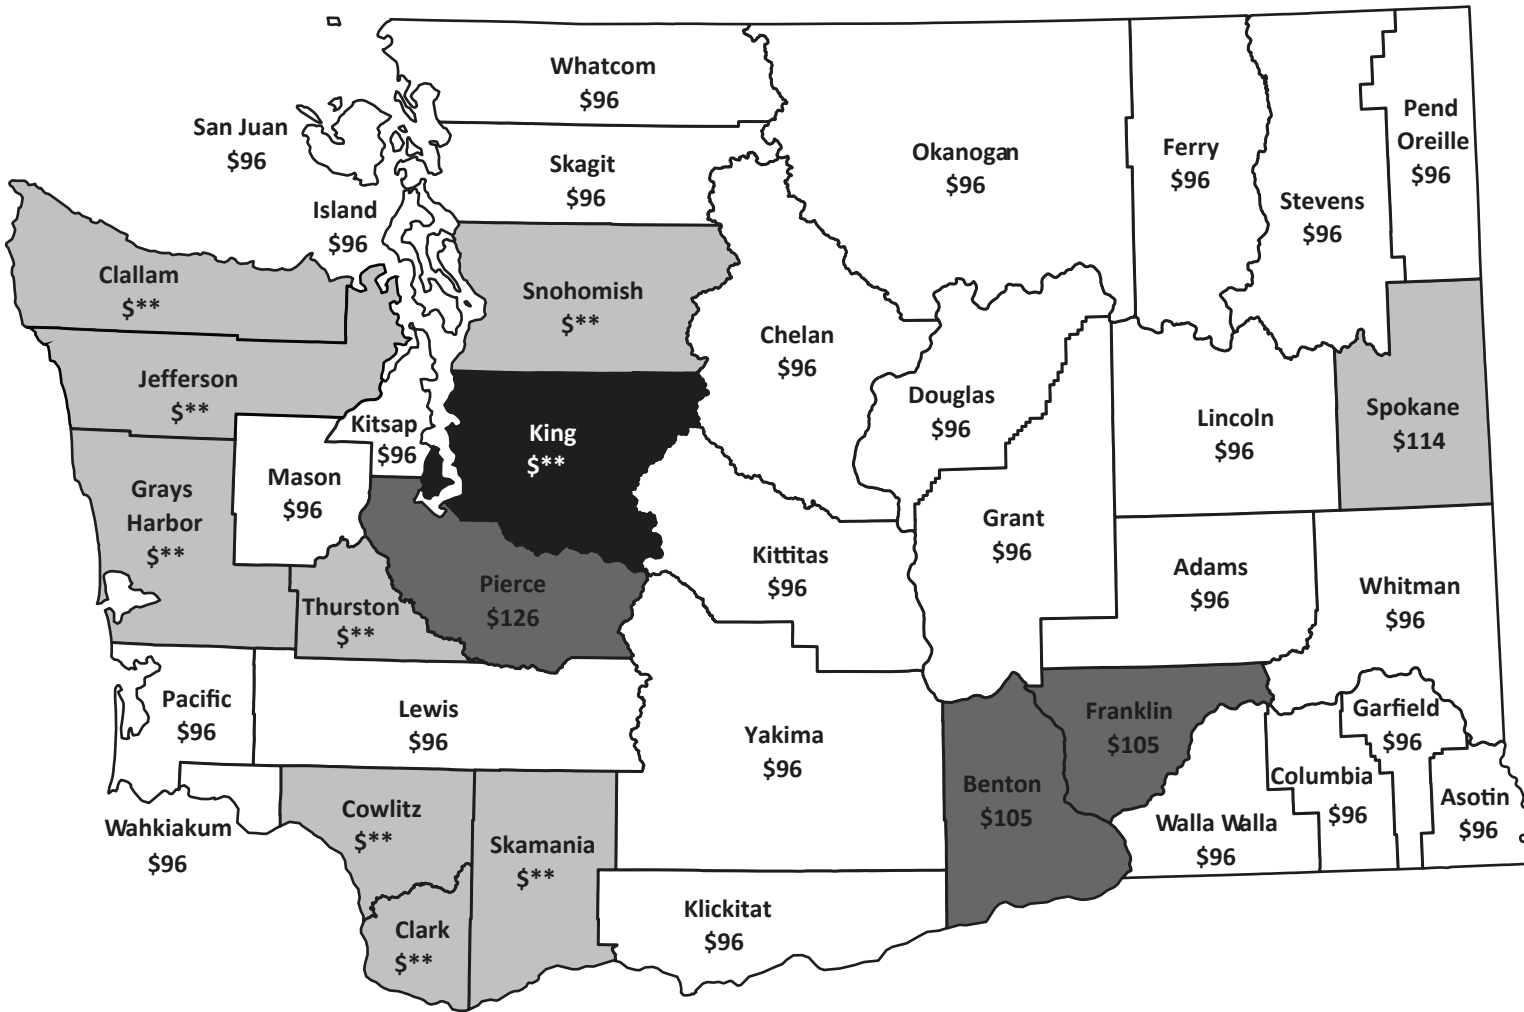 Whatcom
$96
San Juan
$96
Skagit
$96
Island
$96
Okanogan
$96
Ferry
$96
Stevens
$96
Pend
Oreille
$96
Clallam
$**
Snohomish
$**
Jefferson
$**
Chelan
$96
Douglas
$96
Lincoln
$96
Spokane
$114
Kitsap
$96
King
$**
Mason
$96
Grays
Harbor
$**
Grant
$96
Kittitas
$96
Adams
$96
Whitman
$96
Pierce
$126
Thurston
$**
Pacific
$96
Lewis
$96
Yakima
$96
Franklin
$105
Garfield
$96
Benton
$105
Columbia
$96
Asotin
$96
Walla Walla
$96
Wahkiakum
$96
Cowlitz
$**
Skamania
$**
Clark
$**
Klickitat
$96